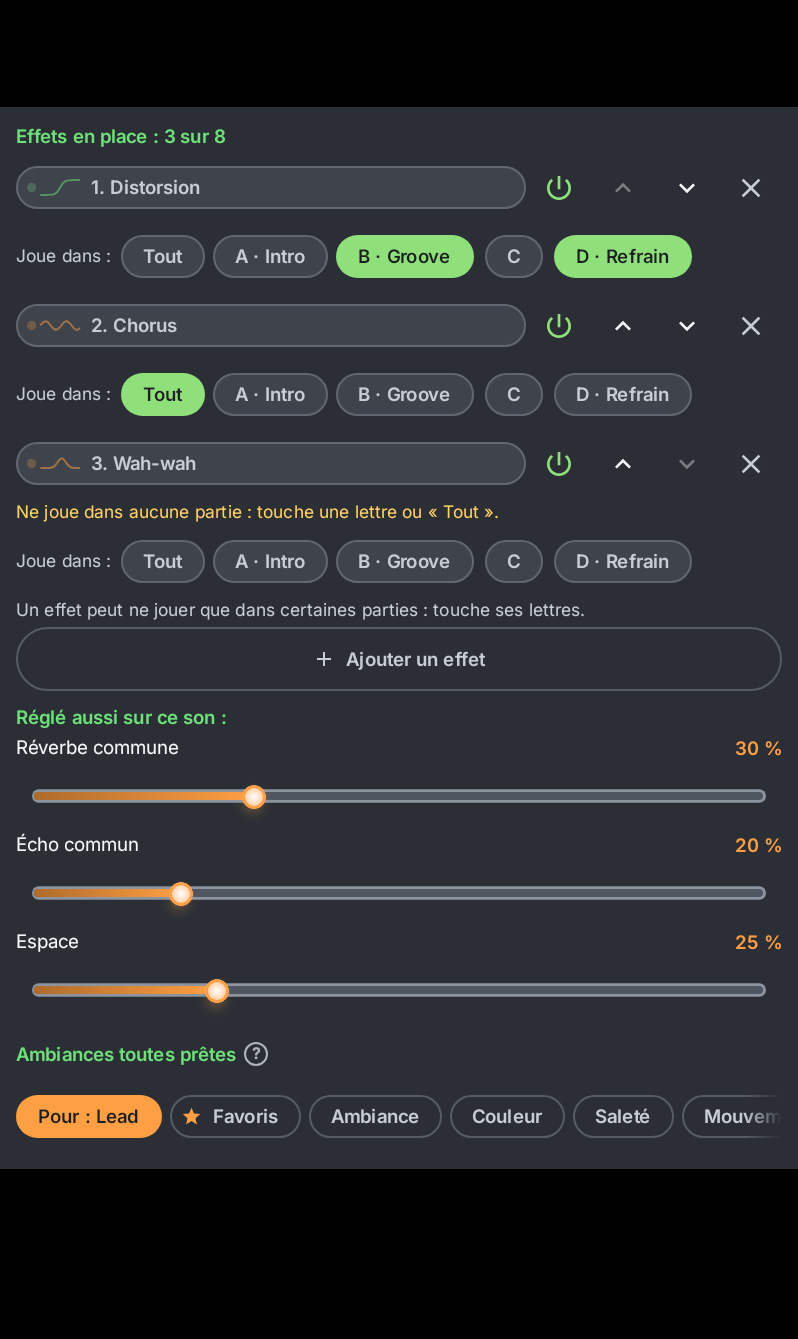 Effets en place : 3 sur 8
1. Distorsion
Joue dans : Tout A · Intro B · Groove C D · Refrain
2. Chorus
Joue dans : Tout A · Intro B · Groove C D · Refrain
3. Wah-wah
Ne joue dans aucune partie : touche une lettre ou « Tout ».
Joue dans : Tout A · Intro B · Groove C D · Refrain
Un effet peut ne jouer que dans certaines parties : touche ses lettres.
+ Ajouter un effet
Réglé aussi sur ce son :
Réverbe commune 30 %
Écho commun 20 %
Espace 25 %
Ambiances toutes prêtes ?
Pour : Lead Favoris Ambiance Couleur Saleté Mouvem